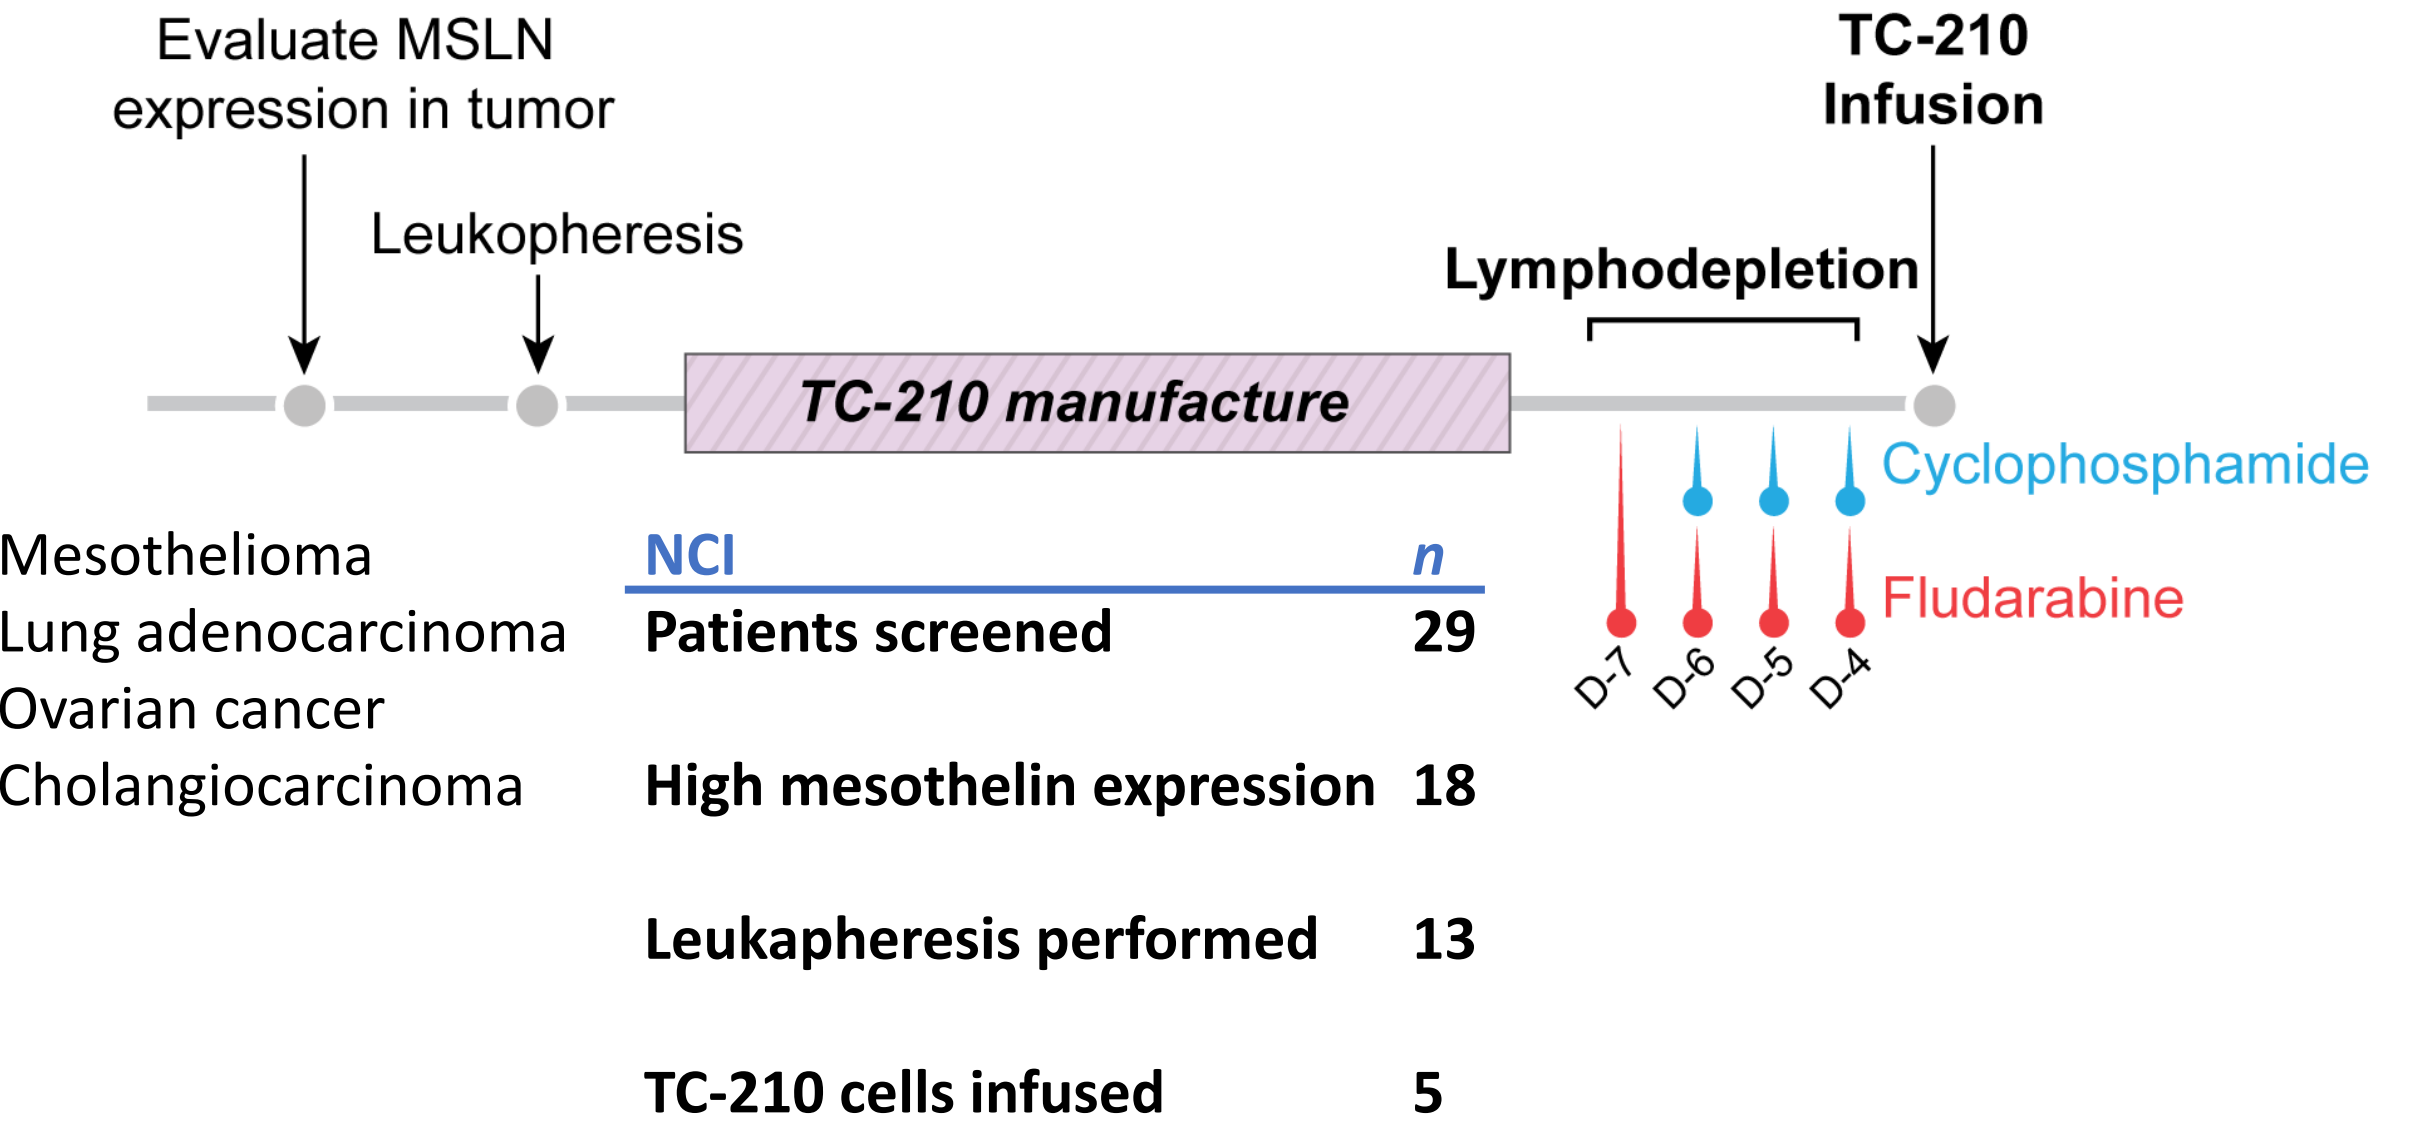 Evaluate MSLN
expression in tumor
Leukopheresis
TC-210
Infusion
Lymphodepletion
TC-210 manufacture
Cyclophosphamide
Fludarabine
D-7
D-6
D-5
D-4
Mesothelioma
Lung adenocarcinoma
Ovarian cancer
Cholangiocarcinoma
NCI n
Patients screened 29
High mesothelin expression 18
Leukapheresis performed 13
TC-210 cells infused 5